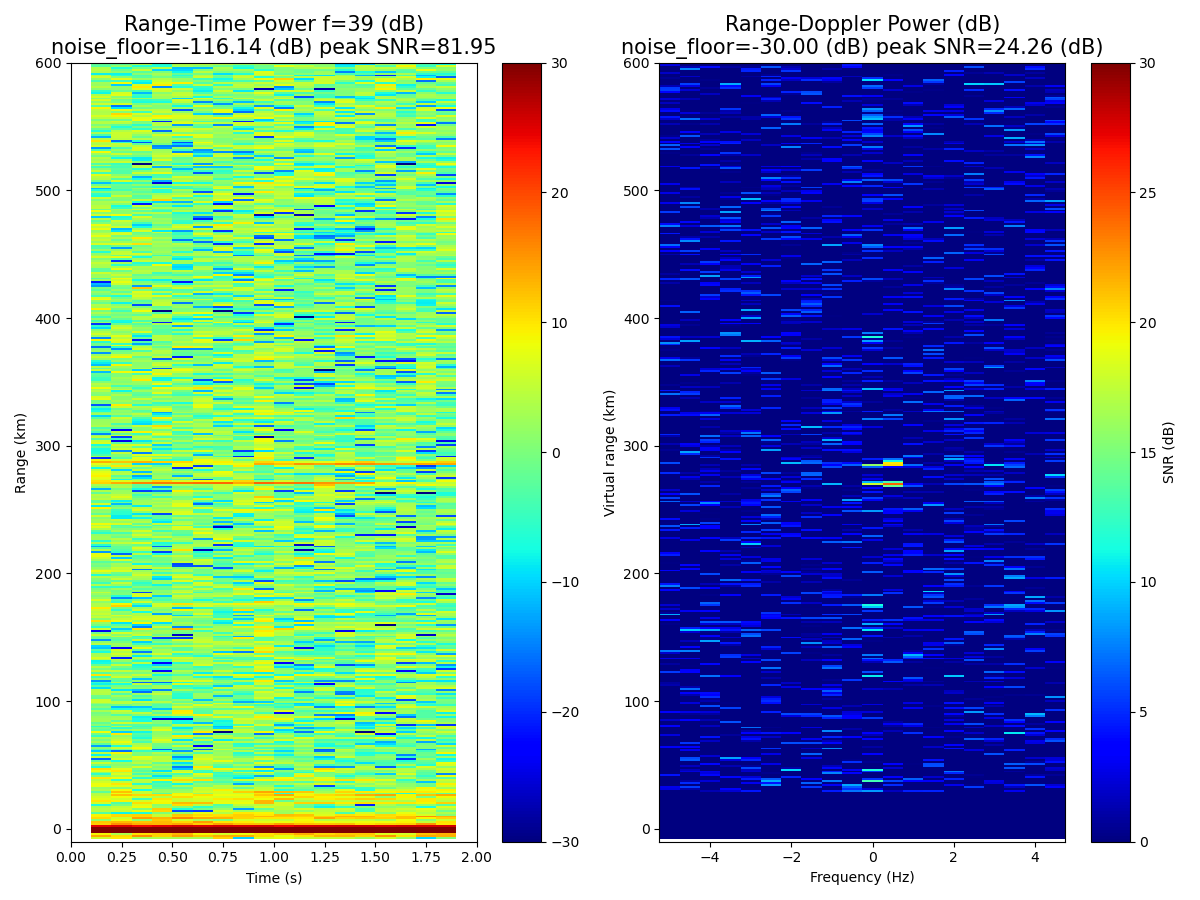 Range-Time Power f=39 (dB)
noise_floor=-116.14 (dB) peak SNR=81.95
Range (km)
600
500
400
300
200
100
0
0.00 0.25 0.50 0.75 1.00 1.25 1.50 1.75 2.00
Time (s)
30
20
10
0
−10
−20
−30
Range-Doppler Power (dB)
noise_floor=-30.00 (dB) peak SNR=24.26 (dB)
Virtual range (km)
600
500
400
300
200
100
0
−4 −2 0 2 4
Frequency (Hz)
30
25
20
15
10
5
0
SNR (dB)